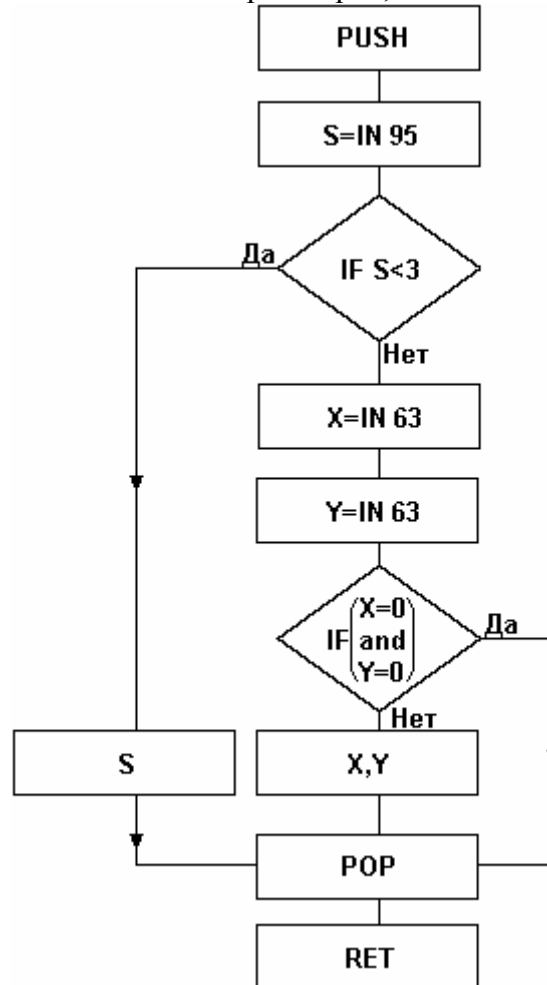 PUSH
S=IN 95
Да
IF S<3
Нет
X=IN 63
Y=IN 63
X=0
IF and
Y=0
Да
Нет
S
X,Y
POP
RET